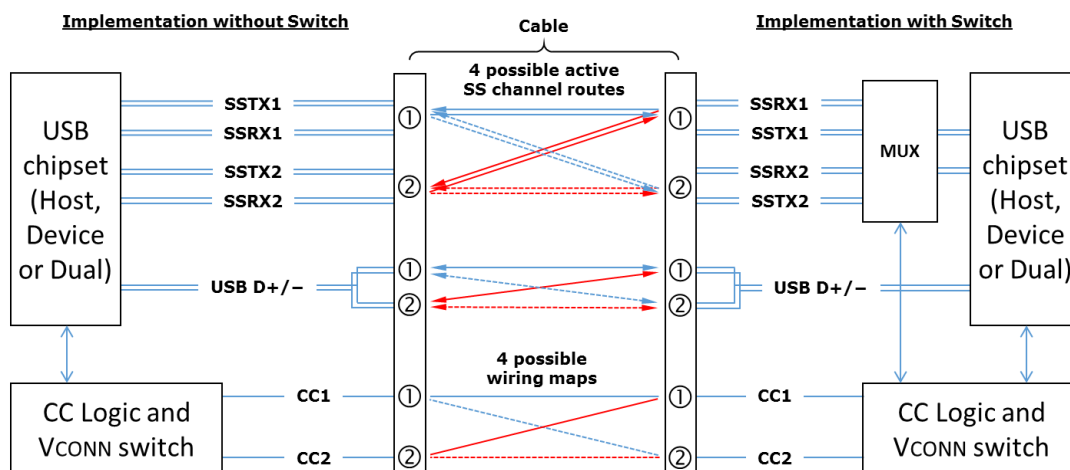 Implementation without Switch
Cable
Implementation with Switch
4 possible active
SS channel routes
USB
chipset
(Host,
Device
or Dual)
SSTX1
SSRX1
SSTX2
SSRX2
USB D+/−
①
②
①
②
①
②
①
②
SSRX1
SSTX1
SSRX2
SSTX2
USB D+/−
MUX
USB
chipset
(Host,
Device
or Dual)
4 possible
wiring maps
CC Logic and
VCONN switch
CC1
CC2
①
②
①
②
CC1
CC2
CC Logic and
VCONN switch